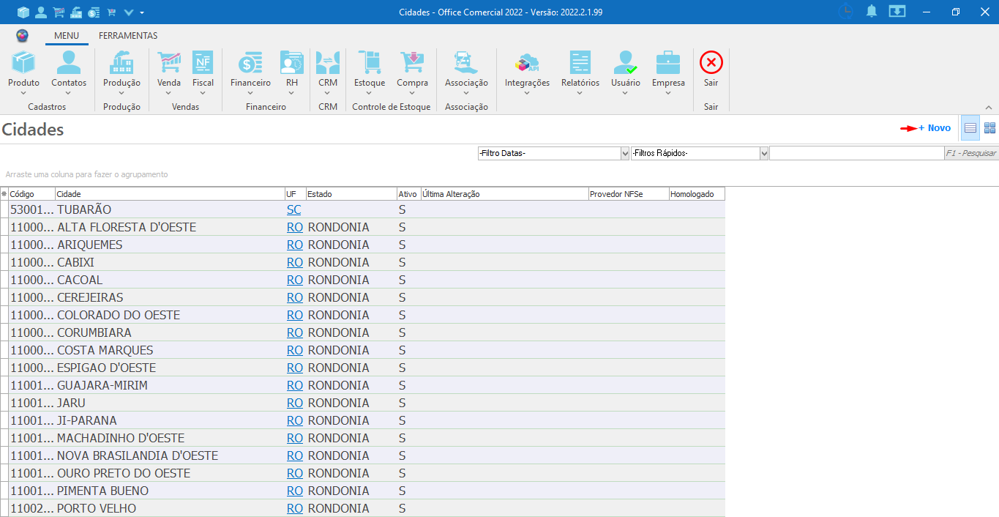 Cidades - Office Comercial 2022 - Versão: 2022.2.1.99
MENU FERRAMENTAS
NF API
Produto Contatos Produção Venda Fiscal Financeiro RH CRM Estoque Compra Associação Integrações Relatórios Usuário Empresa Sair
Cadastros Produção Vendas Financeiro CRM Controle de Estoque Associação Sair
Cidades + Novo
-Filtro Datas- -Filtros Rápidos- F1 - Pesquisar
Arraste uma coluna para fazer o agrupamento
Código Cidade UF Estado Ativo Última Alteração Provedor NFSe Homologado
53001... TUBARÃO SC S
11000... ALTA FLORESTA D'OESTE RO RONDONIA S
11000... ARIQUEMES RO RONDONIA S
11000... CABIXI RO RONDONIA S
11000... CACOAL RO RONDONIA S
11000... CEREJEIRAS RO RONDONIA S
11000... COLORADO DO OESTE RO RONDONIA S
11000... CORUMBIARA RO RONDONIA S
11000... COSTA MARQUES RO RONDONIA S
11000... ESPIGAO D'OESTE RO RONDONIA S
11001... GUAJARA-MIRIM RO RONDONIA S
11001... JARU RO RONDONIA S
11001... JI-PARANA RO RONDONIA S
11001... MACHADINHO D'OESTE RO RONDONIA S
11001... NOVA BRASILANDIA D'OESTE RO RONDONIA S
11001... OURO PRETO DO OESTE RO RONDONIA S
11001... PIMENTA BUENO RO RONDONIA S
11002... PORTO VELHO RO RONDONIA S